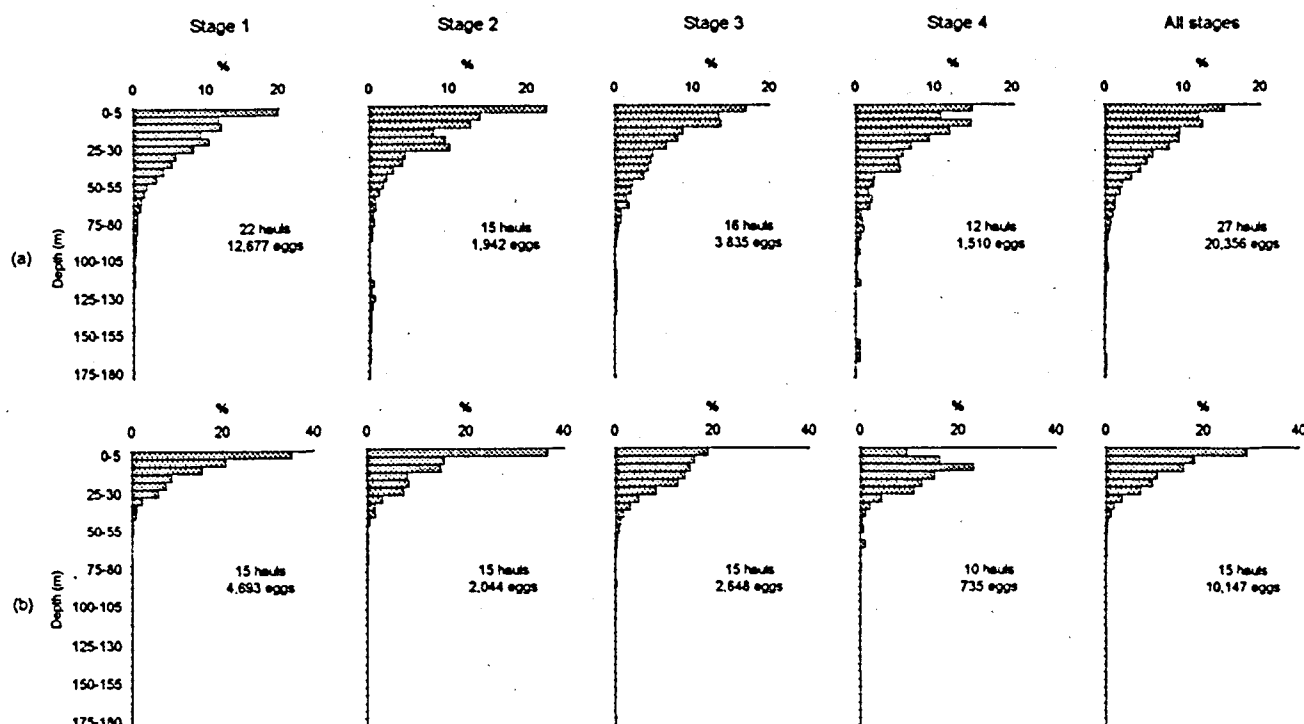 Stage 1 Stage 2 Stage 3 Stage 4 All stages
% % % % %
0 10 20 0 10 20 0 10 20 0 10 20 0 10 20
0-5
25-30
50-55
75-80
100-105
125-130
150-155
175-180
(a)
Depth (m)
22 hauls 15 hauls 16 hauls 12 hauls 27 hauls
12,677 eggs 1,942 eggs 3 835 eggs 1,510 eggs 20,356 eggs
% % % % %
0 20 40 0 20 40 0 20 40 0 20 40 0 20 40
0-5
25-30
50-55
75-80
100-105
125-130
150-155
175-180
(b)
Depth (m)
15 hauls 15 hauls 15 hauls 10 hauls 15 hauls
4,693 eggs 2,044 eggs 2,648 eggs 735 eggs 10,147 eggs